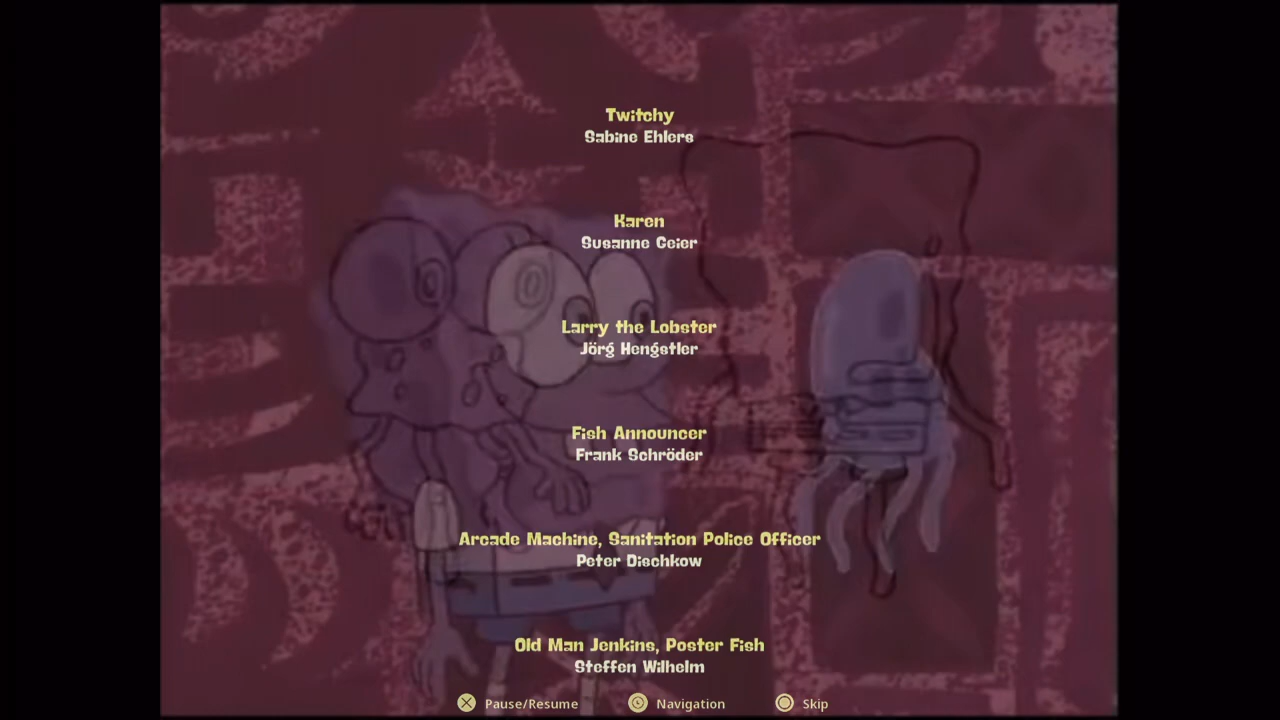 Twitchy
Sabine Ehlers
Karen
Susanne Geier
Larry the Lobster
Jörg Hengstler
Fish Announcer
Frank Schröder
Arcade Machine, Sanitation Police Officer
Peter Dischkow
Old Man Jenkins, Poster Fish
Steffen Wilhelm
Pause/Resume Navigation Skip